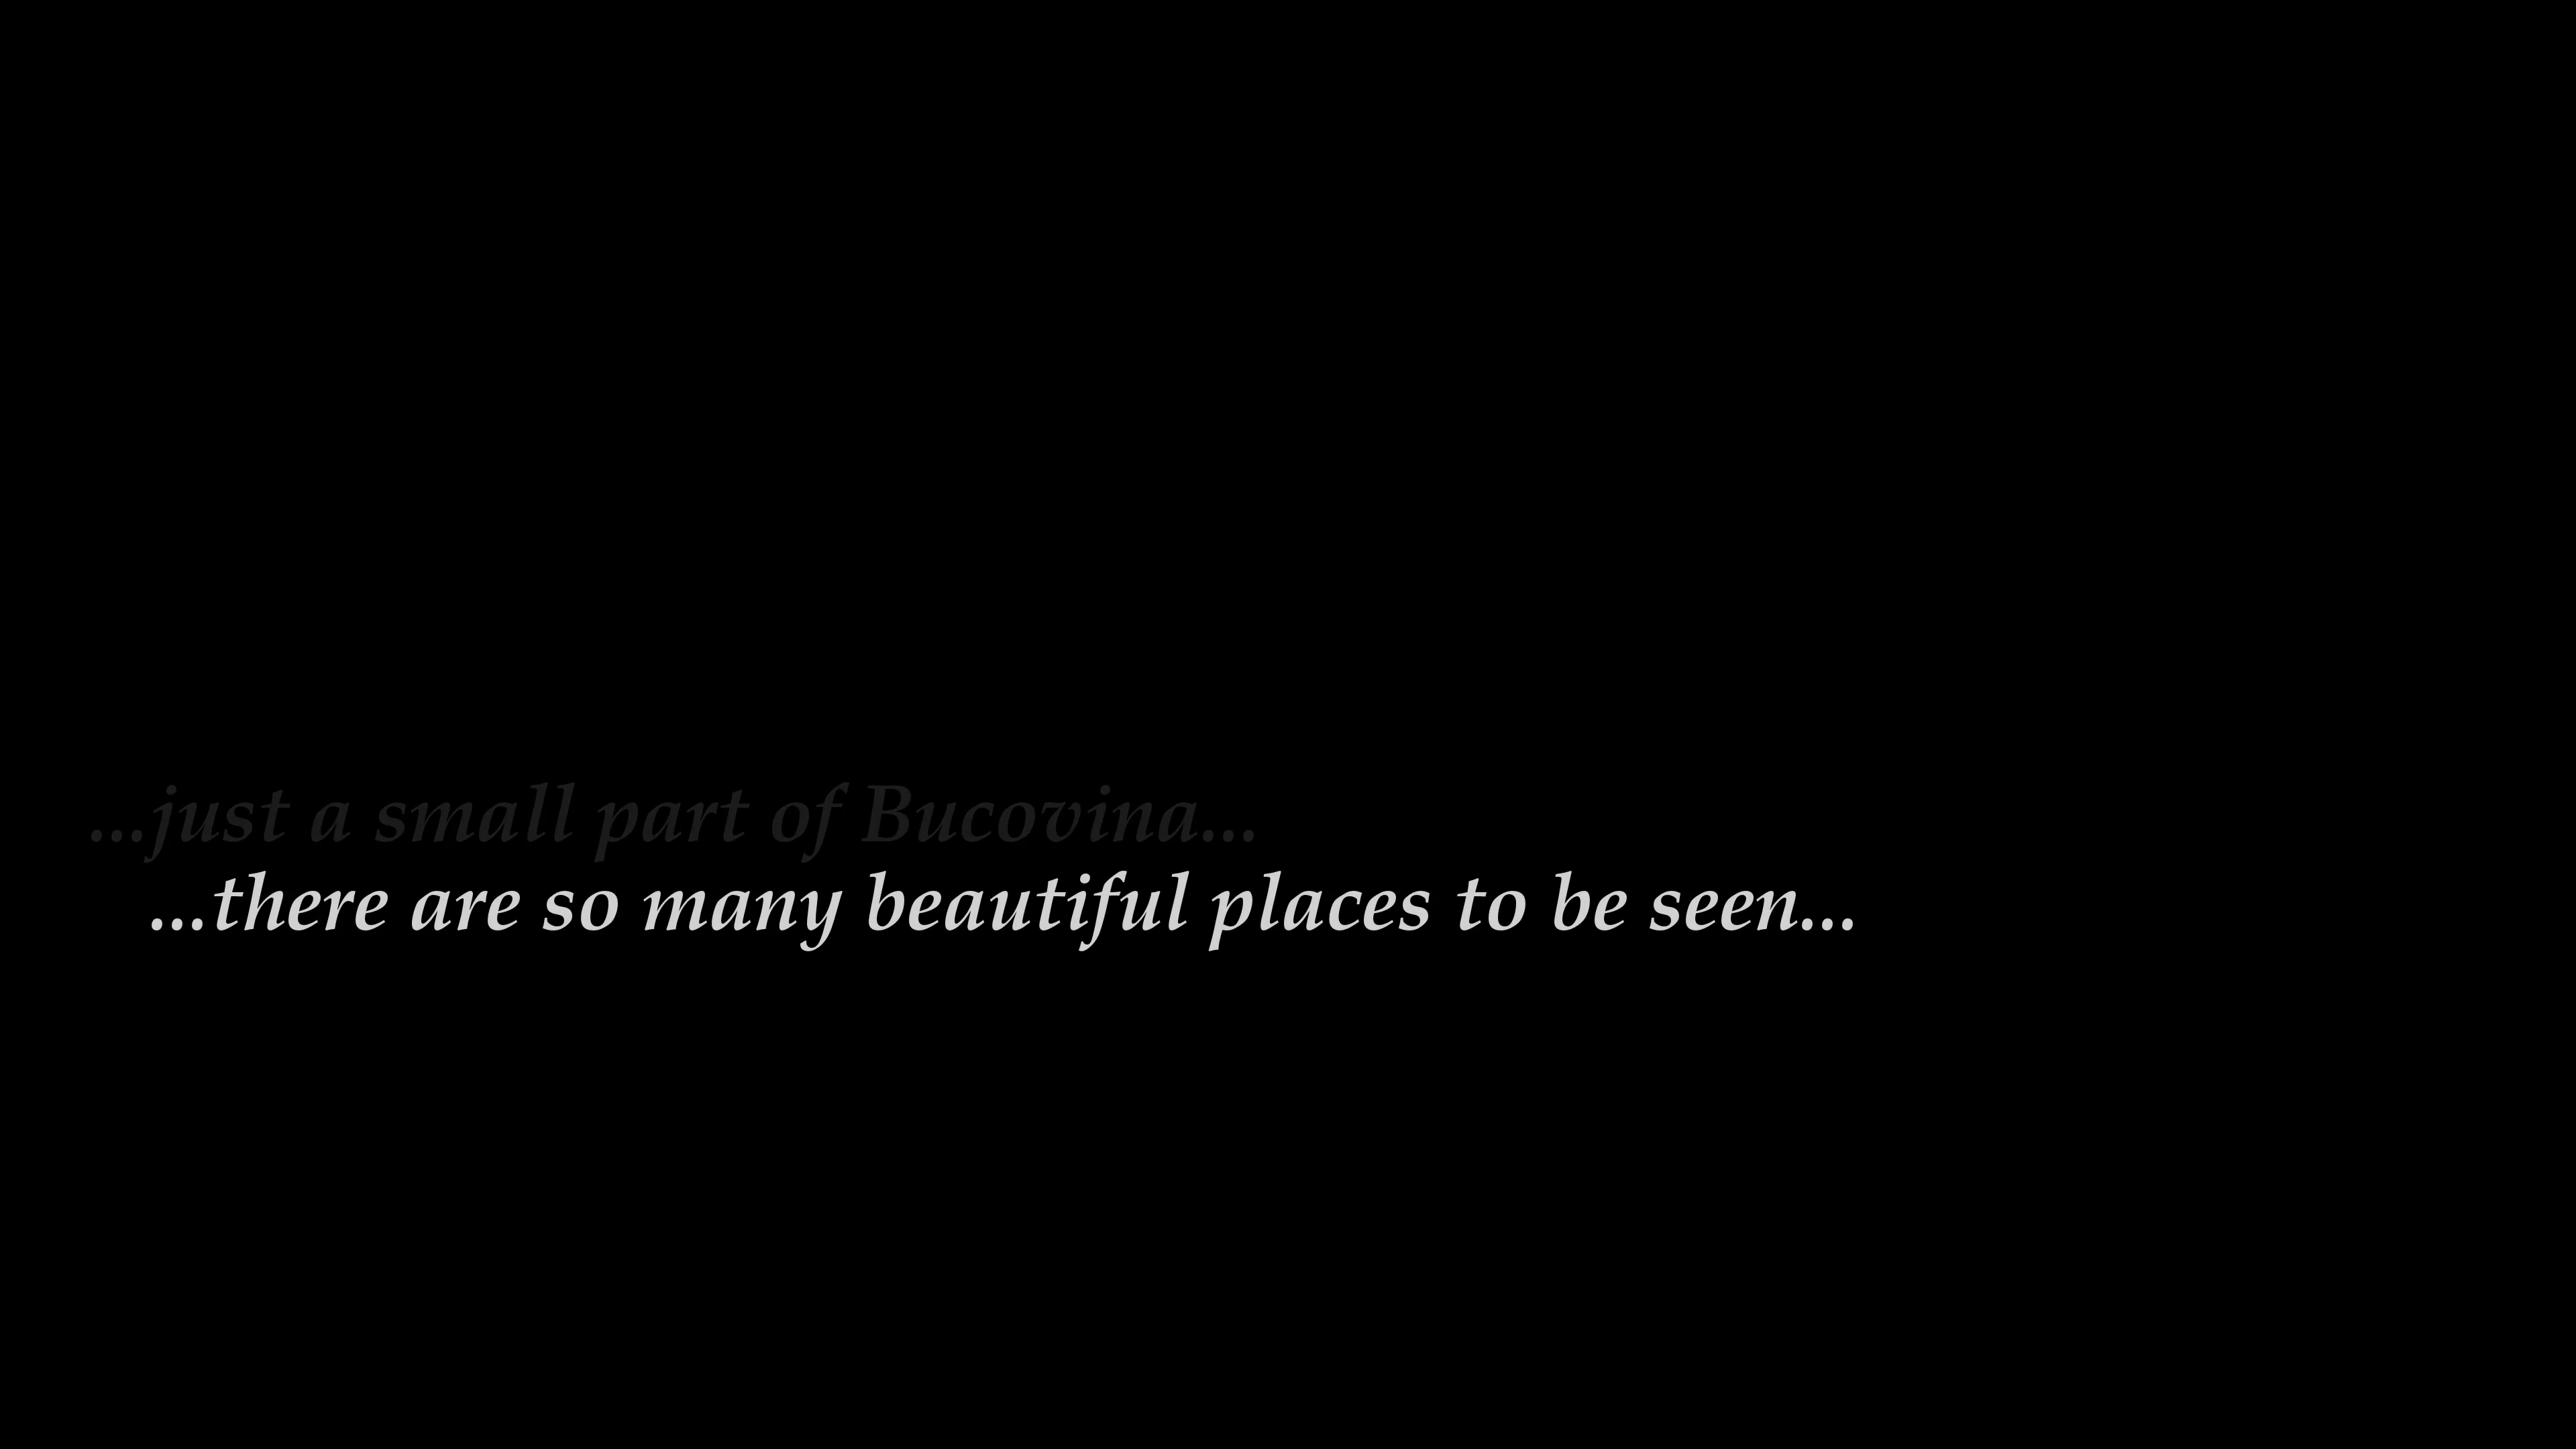 ...just a small part of Bucovina...
...there are so many beautiful places to be seen...